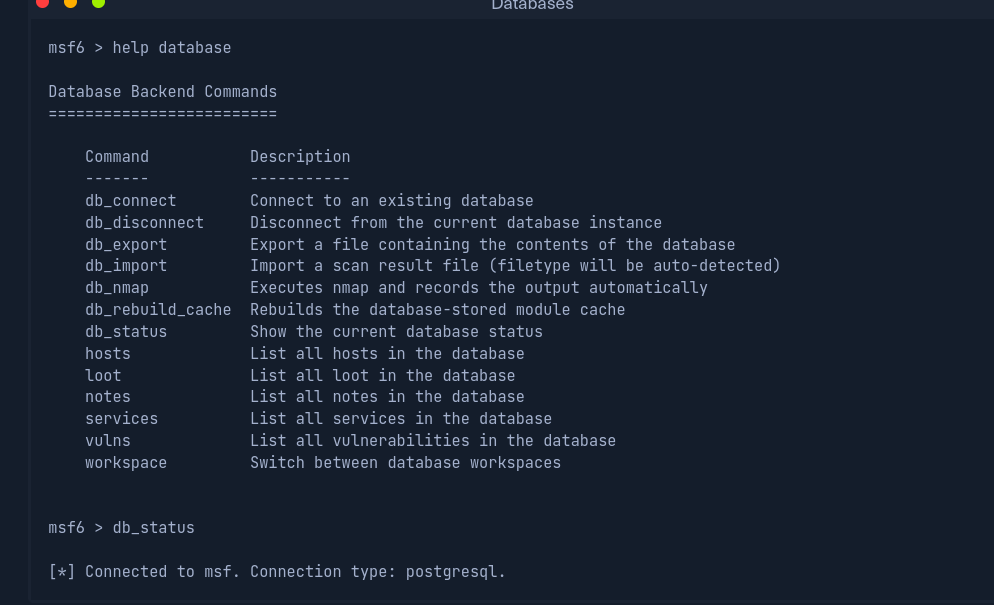 Databases
msf6 > help database
Database Backend Commands
=========================
    Command           Description
    -------           -----------
    db_connect        Connect to an existing database
    db_disconnect     Disconnect from the current database instance
    db_export         Export a file containing the contents of the database
    db_import         Import a scan result file (filetype will be auto-detected)
    db_nmap           Executes nmap and records the output automatically
    db_rebuild_cache  Rebuilds the database-stored module cache
    db_status         Show the current database status
    hosts             List all hosts in the database
    loot              List all loot in the database
    notes             List all notes in the database
    services          List all services in the database
    vulns             List all vulnerabilities in the database
    workspace         Switch between database workspaces
msf6 > db_status
[*] Connected to msf. Connection type: postgresql.